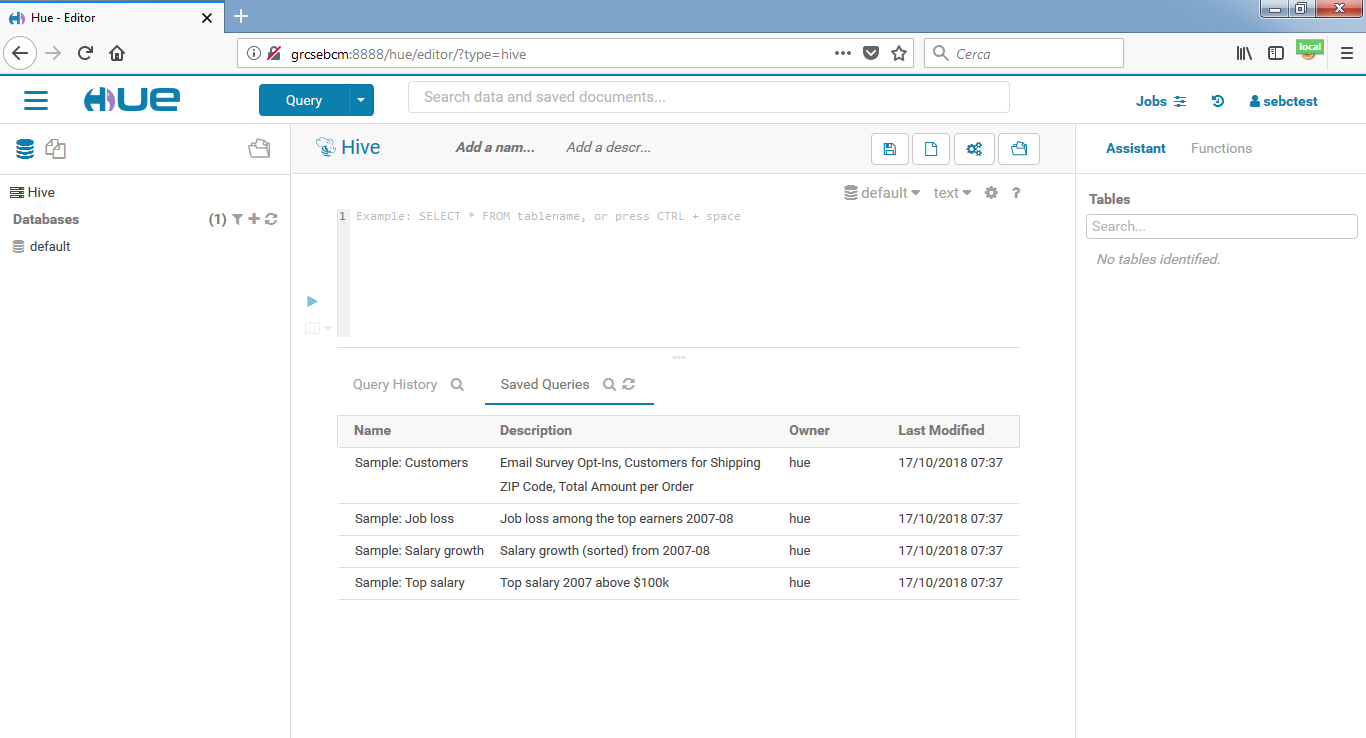 Hue - Editor
grcsebcm:8888/hue/editor/?type=hive
Cerca
local
HUE
Query
Search data and saved documents...
Jobs
sebctest
Hive
Add a nam...
Add a descr...
Assistant
Functions
Hive
Databases (1)
default
default
text
?
1 Example: SELECT * FROM tablename, or press CTRL + space
Tables
Search...
No tables identified.
Query History
Saved Queries
Name Description Owner Last Modified
Sample: Customers Email Survey Opt-Ins, Customers for Shipping hue 17/10/2018 07:37
ZIP Code, Total Amount per Order
Sample: Job loss Job loss among the top earners 2007-08 hue 17/10/2018 07:37
Sample: Salary growth Salary growth (sorted) from 2007-08 hue 17/10/2018 07:37
Sample: Top salary Top salary 2007 above $100k hue 17/10/2018 07:37